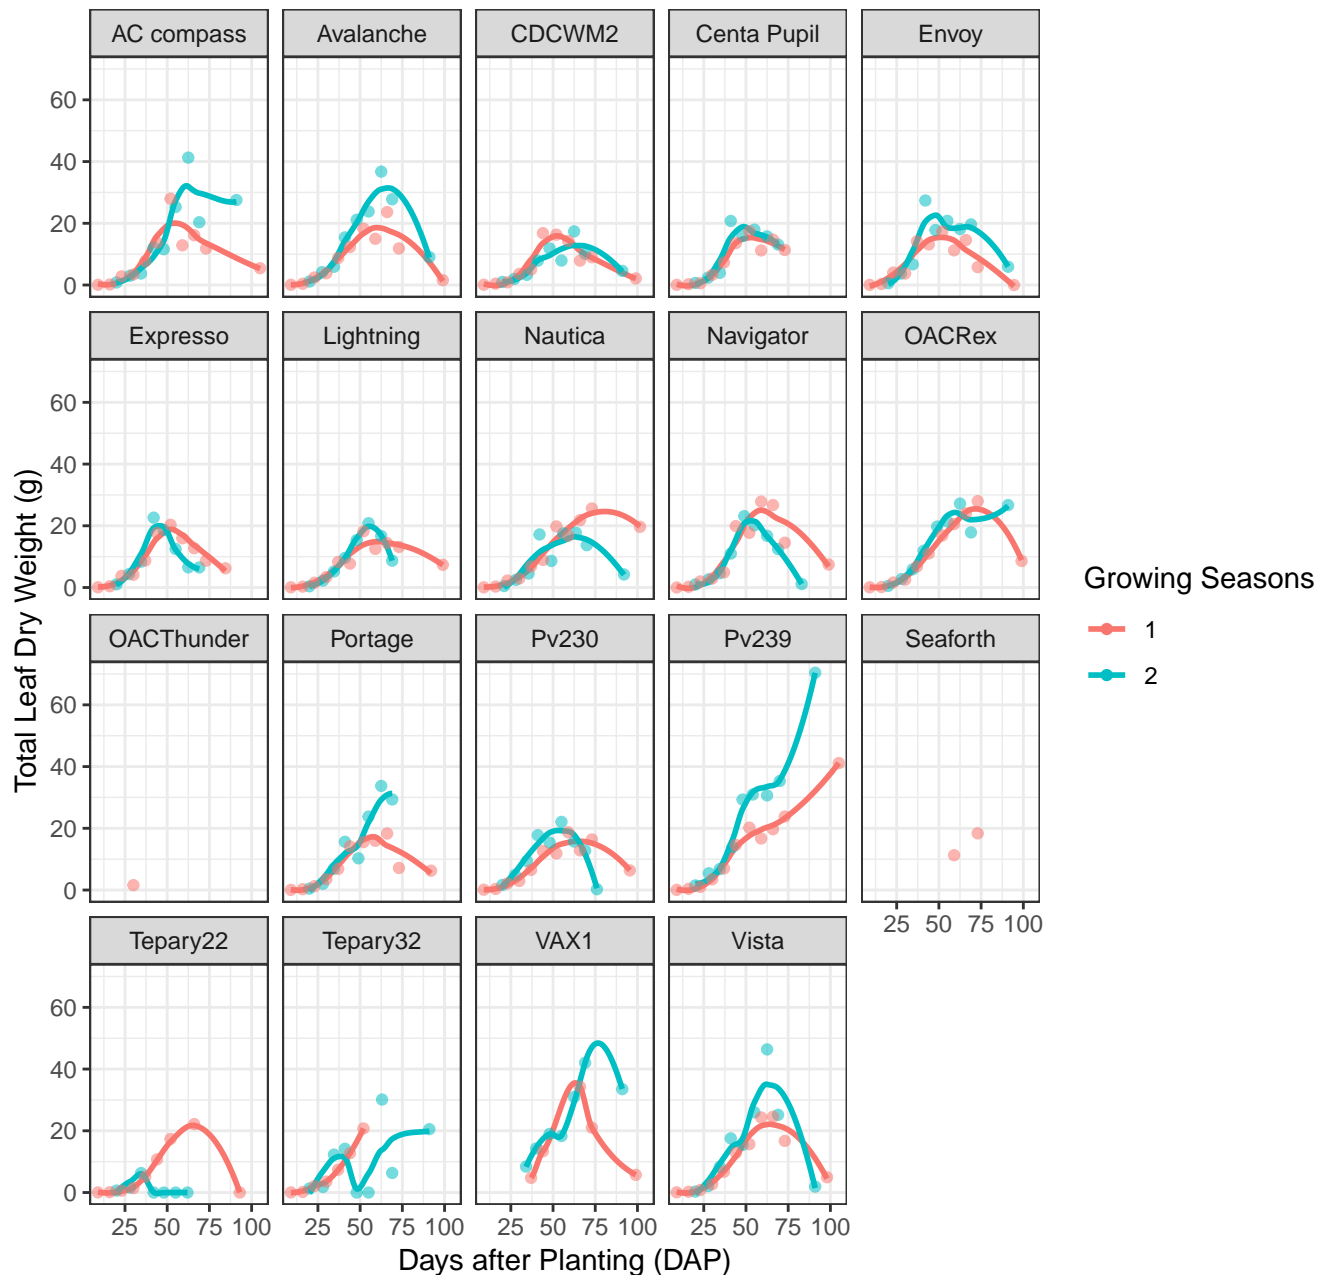 AC compass
Avalanche
CDCWM2
Centa Pupil
Envoy
60
40
20
0
Expresso
Lightning
Nautica
Navigator
OACRex
60
40
20
0
OACThunder
Portage
Pv230
Pv239
Seaforth
60
40
20
0
25 50 75 100
Tepary22
Tepary32
VAX1
Vista
60
40
20
0
25 50 75 100
25 50 75 100
25 50 75 100
25 50 75 100
Days after Planting (DAP)
Total Leaf Dry Weight (g)
Growing Seasons
1
2